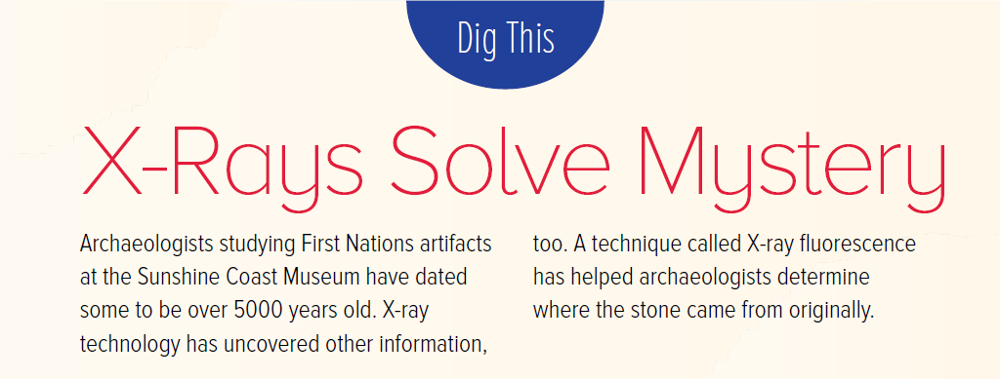 Dig This
X-Rays Solve Mystery
Archaeologists studying First Nations artifacts
at the Sunshine Coast Museum have dated
some to be over 5000 years old. X-ray
technology has uncovered other information,
too. A technique called X-ray fluorescence
has helped archaeologists determine
where the stone came from originally.